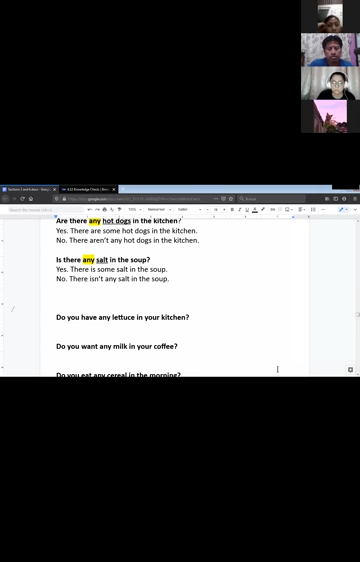 Are there any hot dogs in the kitchen?
Yes. There are some hot dogs in the kitchen.
No. There aren't any hot dogs in the kitchen.
Is there any salt in the soup?
Yes. There is some salt in the soup.
No. There isn't any salt in the soup.
Do you have any lettuce in your kitchen?
Do you want any milk in your coffee?
Do you eat any cereal in the morning?